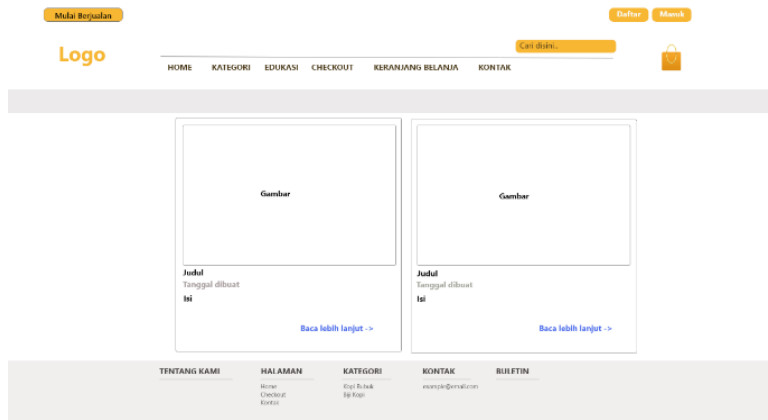 Mulai Berjualan
Daftar
Masuk
Logo
Cari disini..
HOME KATEGORI EDUKASI CHECKOUT KERANJANG BELANJA KONTAK
Gambar
Gambar
Judul
Tanggal dibuat
Isi
Baca lebih lanjut ->
Judul
Tanggal dibuat
Isi
Baca lebih lanjut ->
TENTANG KAMI
HALAMAN
Home
Checkout
Kontak
KATEGORI
Kopi Bubuk
Biji Kopi
KONTAK
example@email.com
BULETIN